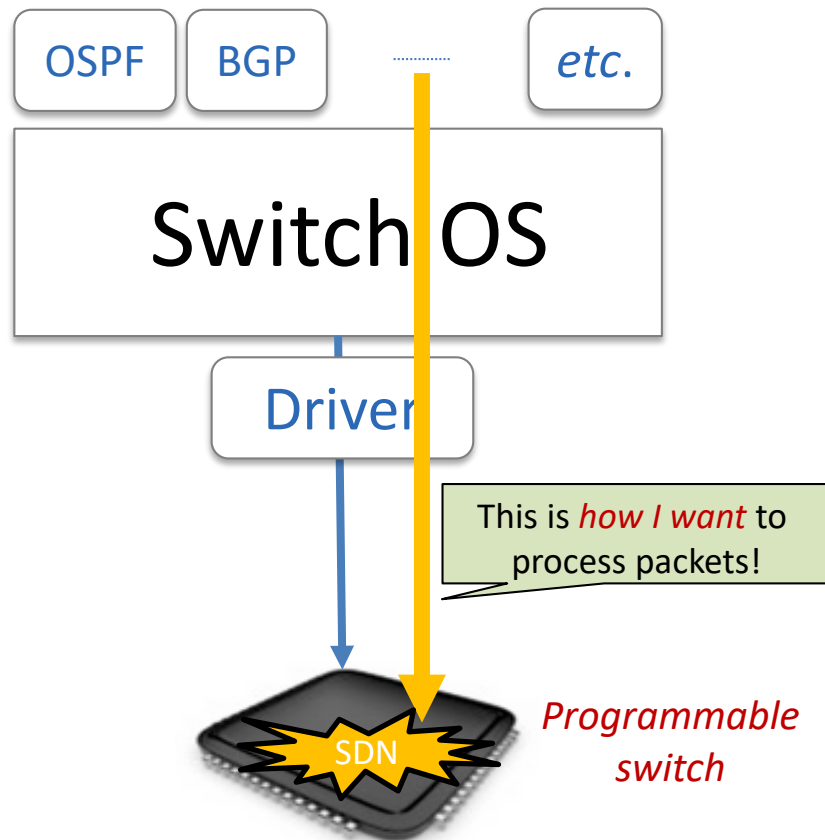 OSPF
BGP
..................
etc.
Switch OS
Driver
This is how I want to
process packets!
SDN
Programmable
switch